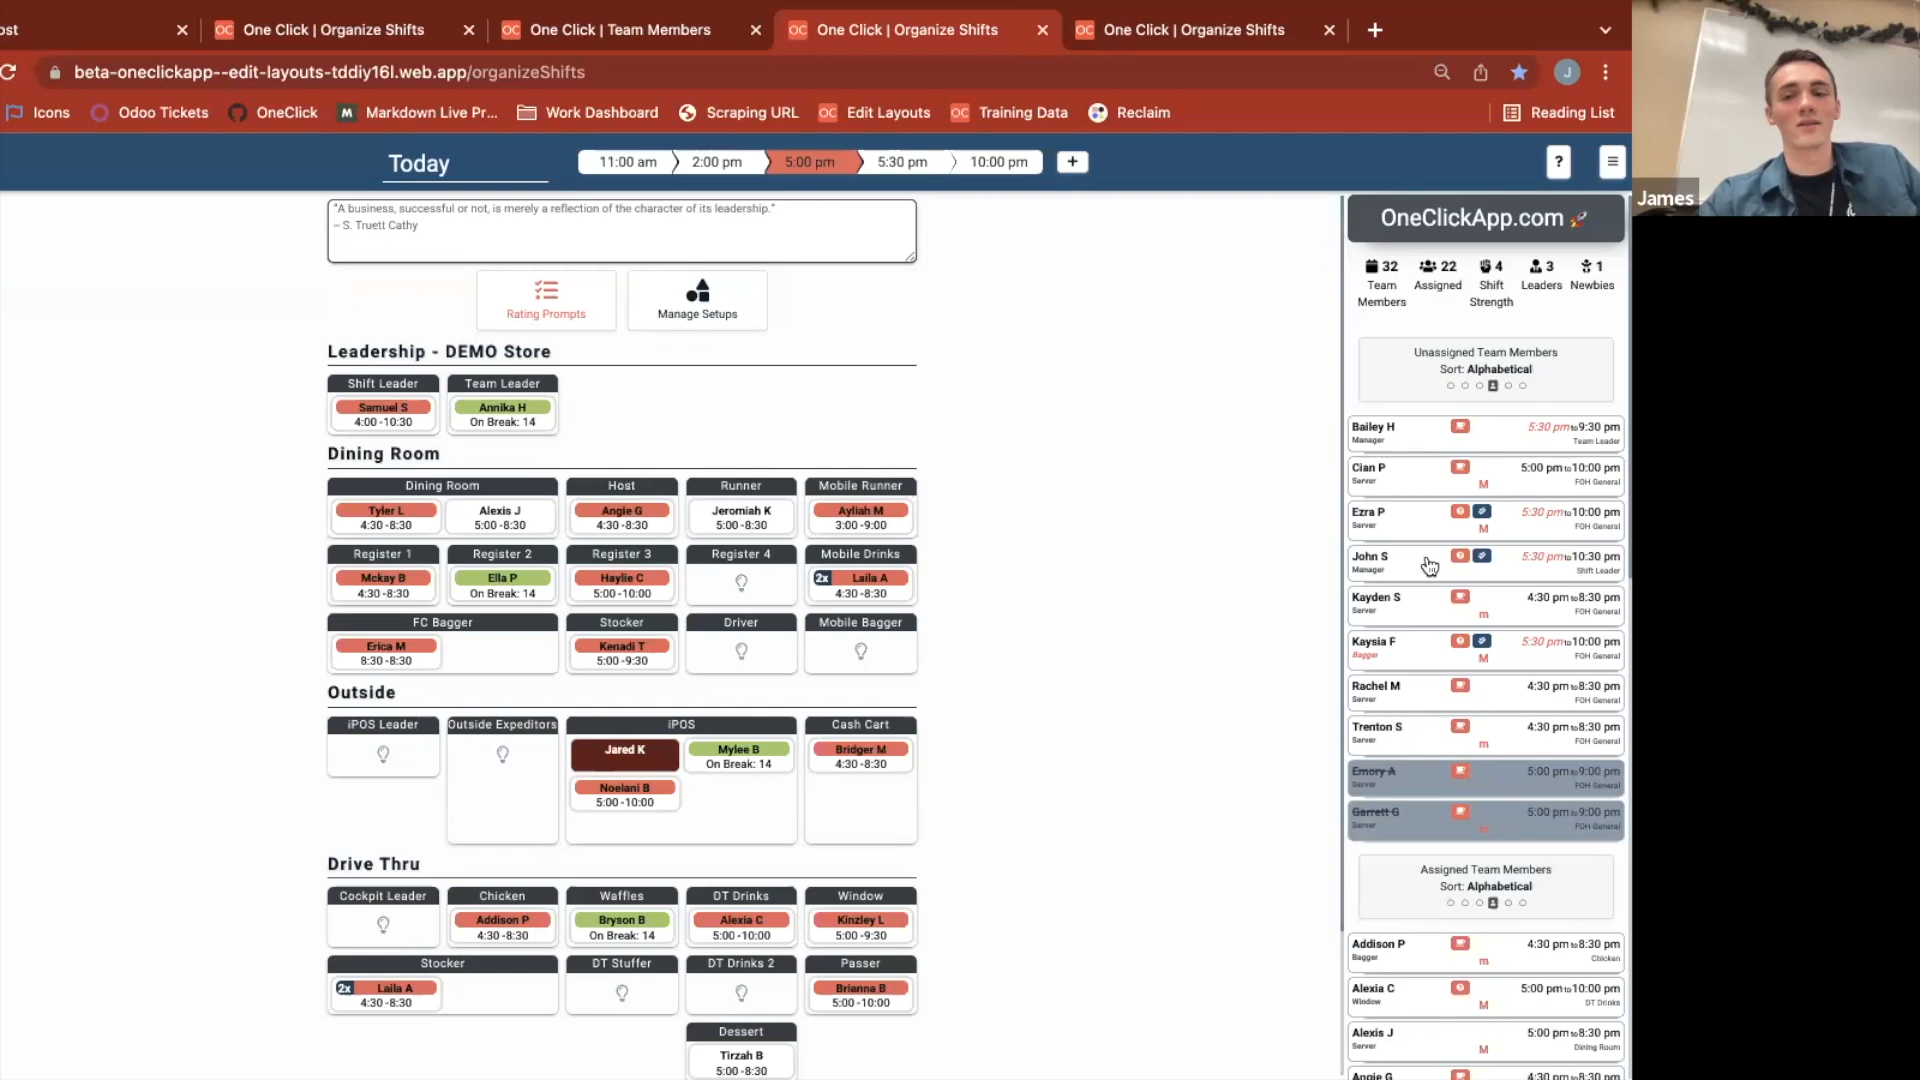 ost
One Click | Organize Shifts
One Click | Team Members
One Click | Organize Shifts
One Click | Organize Shifts
beta-oneclickapp--edit-layouts-tddiy16l.web.app/organizeShifts
J
Icons
Odoo Tickets
OneClick
Markdown Live Pr...
Work Dashboard
Scraping URL
Edit Layouts
Training Data
Reclaim
Reading List
Today
11:00 am
2:00 pm
5:00 pm
5:30 pm
10:00 pm
+
?
James
"A business, successful or not, is merely a reflection of the character of its leadership."
– S. Truett Cathy
Rating Prompts
Manage Setups
Leadership - DEMO Store
Shift Leader
Team Leader
Samuel S
Annika H
4:00 -10:30
On Break: 14
Dining Room
Dining Room
Host
Runner
Mobile Runner
Tyler L
Alexis J
Angie G
Jeromiah K
Ayliah M
4:30 -8:30
5:00 -8:30
4:30 -8:30
5:00 -8:30
3:00 -9:00
Register 1
Register 2
Register 3
Register 4
Mobile Drinks
Mckay B
Ella P
Haylie C
2x Laila A
4:30 -8:30
On Break: 14
5:00 -10:00
4:30 -8:30
FC Bagger
Stocker
Driver
Mobile Bagger
Erica M
Kenadi T
8:30 -8:30
5:00 -9:30
Outside
iPOS Leader
Outside Expeditors
iPOS
Cash Cart
Jared K
Mylee B
On Break: 14
Bridger M
4:30 -8:30
Noelani B
5:00 -10:00
Drive Thru
Cockpit Leader
Chicken
Waffles
DT Drinks
Window
Addison P
Bryson B
Alexia C
Kinzley L
4:30 -8:30
On Break: 14
5:00 -10:00
5:00 -9:30
Stocker
DT Stuffer
DT Drinks 2
Passer
2x Laila A
Brianna B
4:30 -8:30
5:00 -10:00
Dessert
Tirzah B
5:00 -8:30
OneClickApp.com
32
Team
Members
22
Assigned
4
Shift
Strength
3
Leaders
1
Newbies
Unassigned Team Members
Sort: Alphabetical
Bailey H 5:30 pm to 9:30 pm
Manager Team Leader
Cian P 5:00 pm to 10:00 pm
Server M FOH General
Ezra P 5:30 pm to 10:00 pm
Server M FOH General
John S 5:30 pm to 10:30 pm
Manager Shift Leader
Kayden S 4:30 pm to 8:30 pm
Server m FOH General
Kaysia F 5:30 pm to 10:00 pm
Bagger M FOH General
Rachel M 4:30 pm to 8:30 pm
Server FOH General
Trenton S 4:30 pm to 8:30 pm
Server m FOH General
Emory A 5:00 pm to 9:00 pm
Server FOH General
Garrett G 5:00 pm to 9:00 pm
Server m FOH General
Assigned Team Members
Sort: Alphabetical
Addison P 4:30 pm to 8:30 pm
Bagger m Chicken
Alexia C 5:00 pm to 10:00 pm
Window M DT Drinks
Alexis J 5:00 pm to 8:30 pm
Server M Dining Room
Angie G 4:30 pm to 8:30 pm